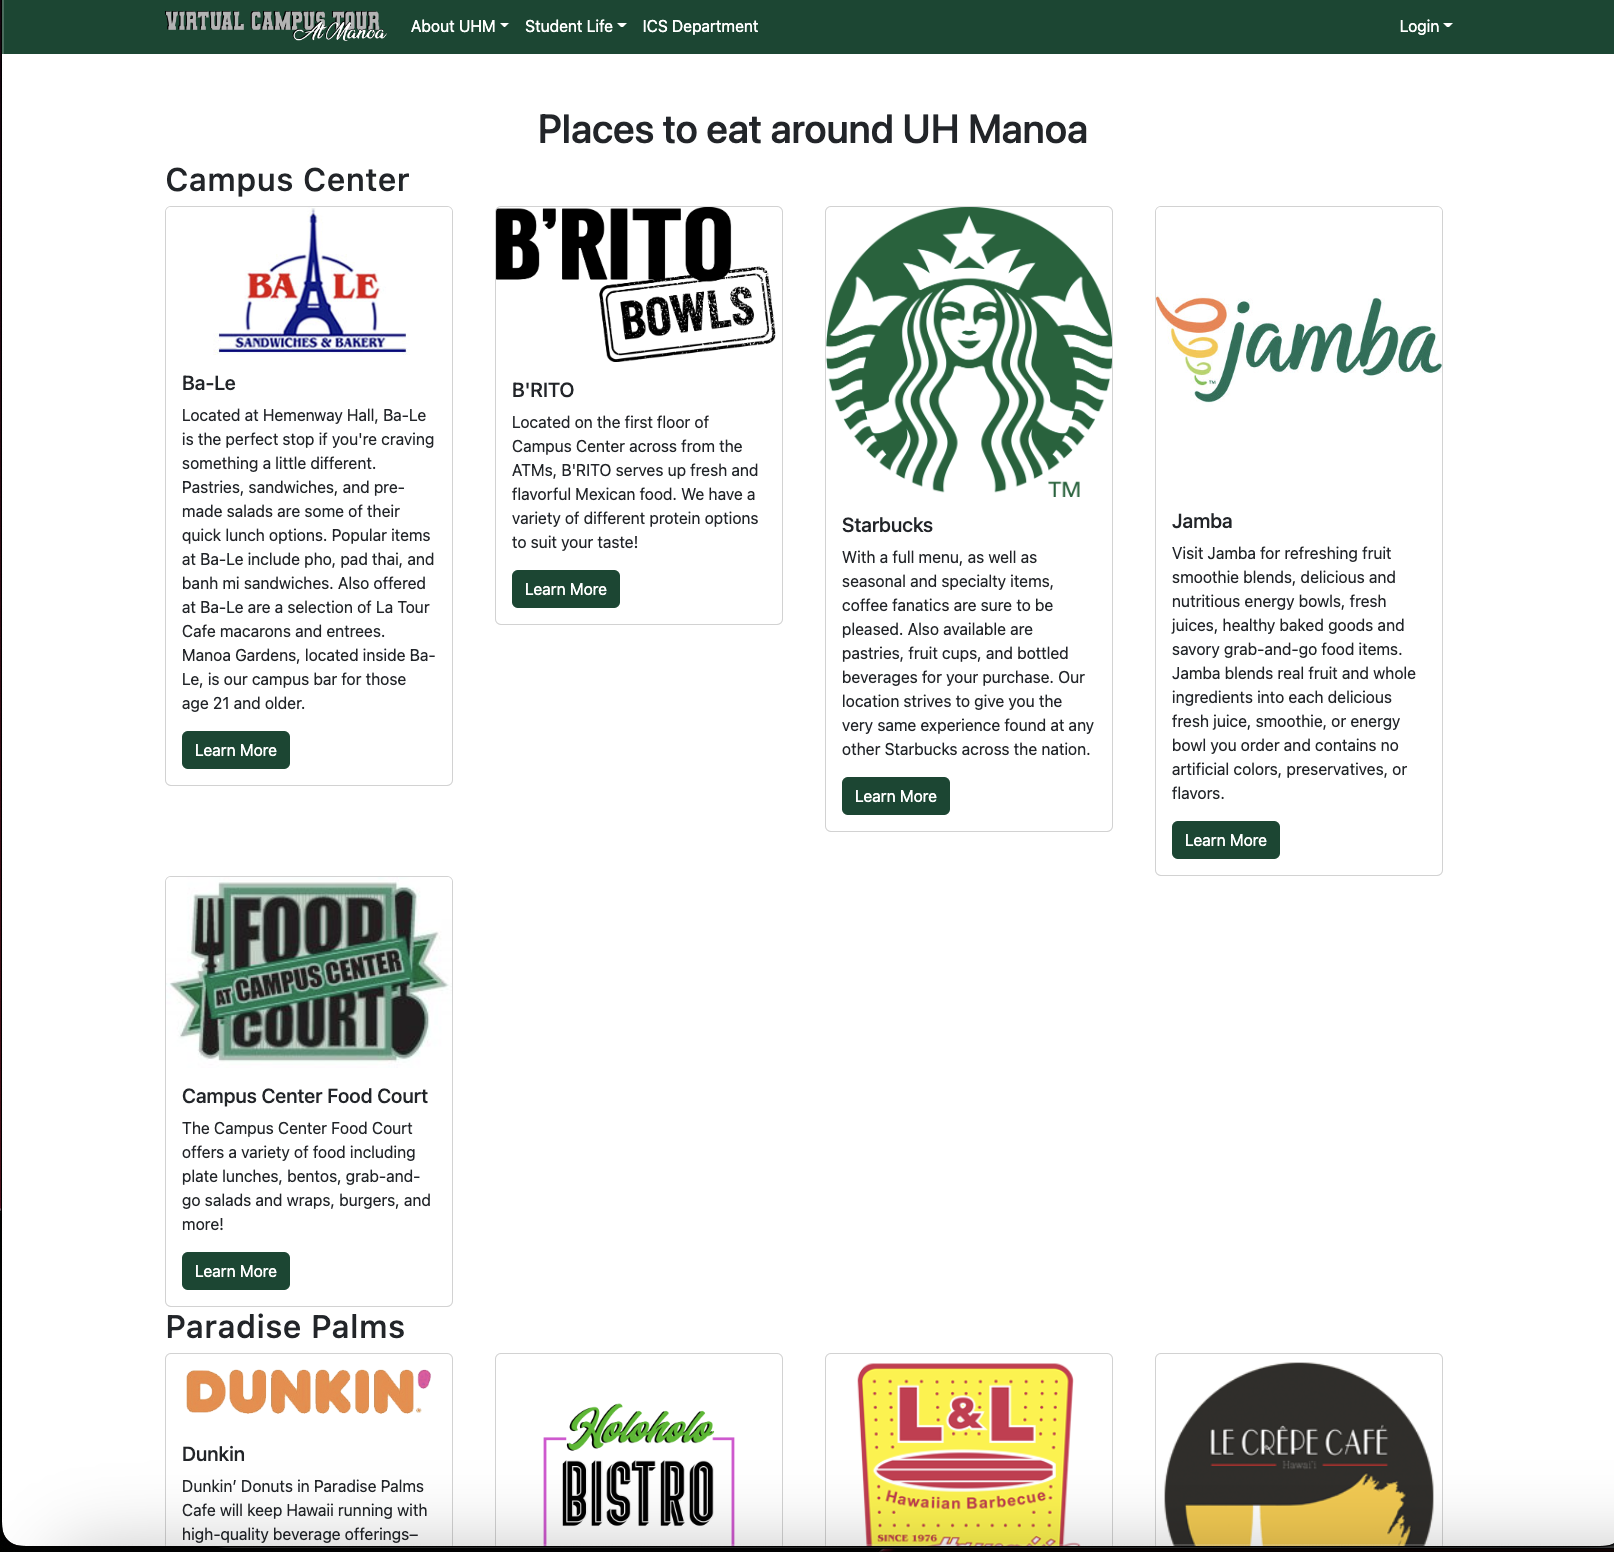 VIRTUAL CAMPUS TOUR
At Manoa
About UHM
Student Life
ICS Department
Login
Places to eat around UH Manoa
Campus Center
BA LE
SANDWICHES & BAKERY
Ba-Le
Located at Hemenway Hall, Ba-Le
is the perfect stop if you're craving
something a little different.
Pastries, sandwiches, and pre-
made salads are some of their
quick lunch options. Popular items
at Ba-Le include pho, pad thai, and
banh mi sandwiches. Also offered
at Ba-Le are a selection of La Tour
Cafe macarons and entrees.
Manoa Gardens, located inside Ba-
Le, is our campus bar for those
age 21 and older.
Learn More
B'RITO
BOWLS
B'RITO
Located on the first floor of
Campus Center across from the
ATMs, B'RITO serves up fresh and
flavorful Mexican food. We have a
variety of different protein options
to suit your taste!
Learn More
TM
Starbucks
With a full menu, as well as
seasonal and specialty items,
coffee fanatics are sure to be
pleased. Also available are
pastries, fruit cups, and bottled
beverages for your purchase. Our
location strives to give you the
very same experience found at any
other Starbucks across the nation.
Learn More
jamba
TM
Jamba
Visit Jamba for refreshing fruit
smoothie blends, delicious and
nutritious energy bowls, fresh
juices, healthy baked goods and
savory grab-and-go food items.
Jamba blends real fruit and whole
ingredients into each delicious
fresh juice, smoothie, or energy
bowl you order and contains no
artificial colors, preservatives, or
flavors.
Learn More
FOOD
AT CAMPUS CENTER
COURT
Campus Center Food Court
The Campus Center Food Court
offers a variety of food including
plate lunches, bentos, grab-and-
go salads and wraps, burgers, and
more!
Learn More
Paradise Palms
DUNKIN'
Dunkin
Dunkin’ Donuts in Paradise Palms
Cafe will keep Hawaii running with
high-quality beverage offerings–
Holoholo
BISTRO
L&L
Hawaiian Barbecue
SINCE 1976
LE CRÊPE CAFÉ
Hawaii